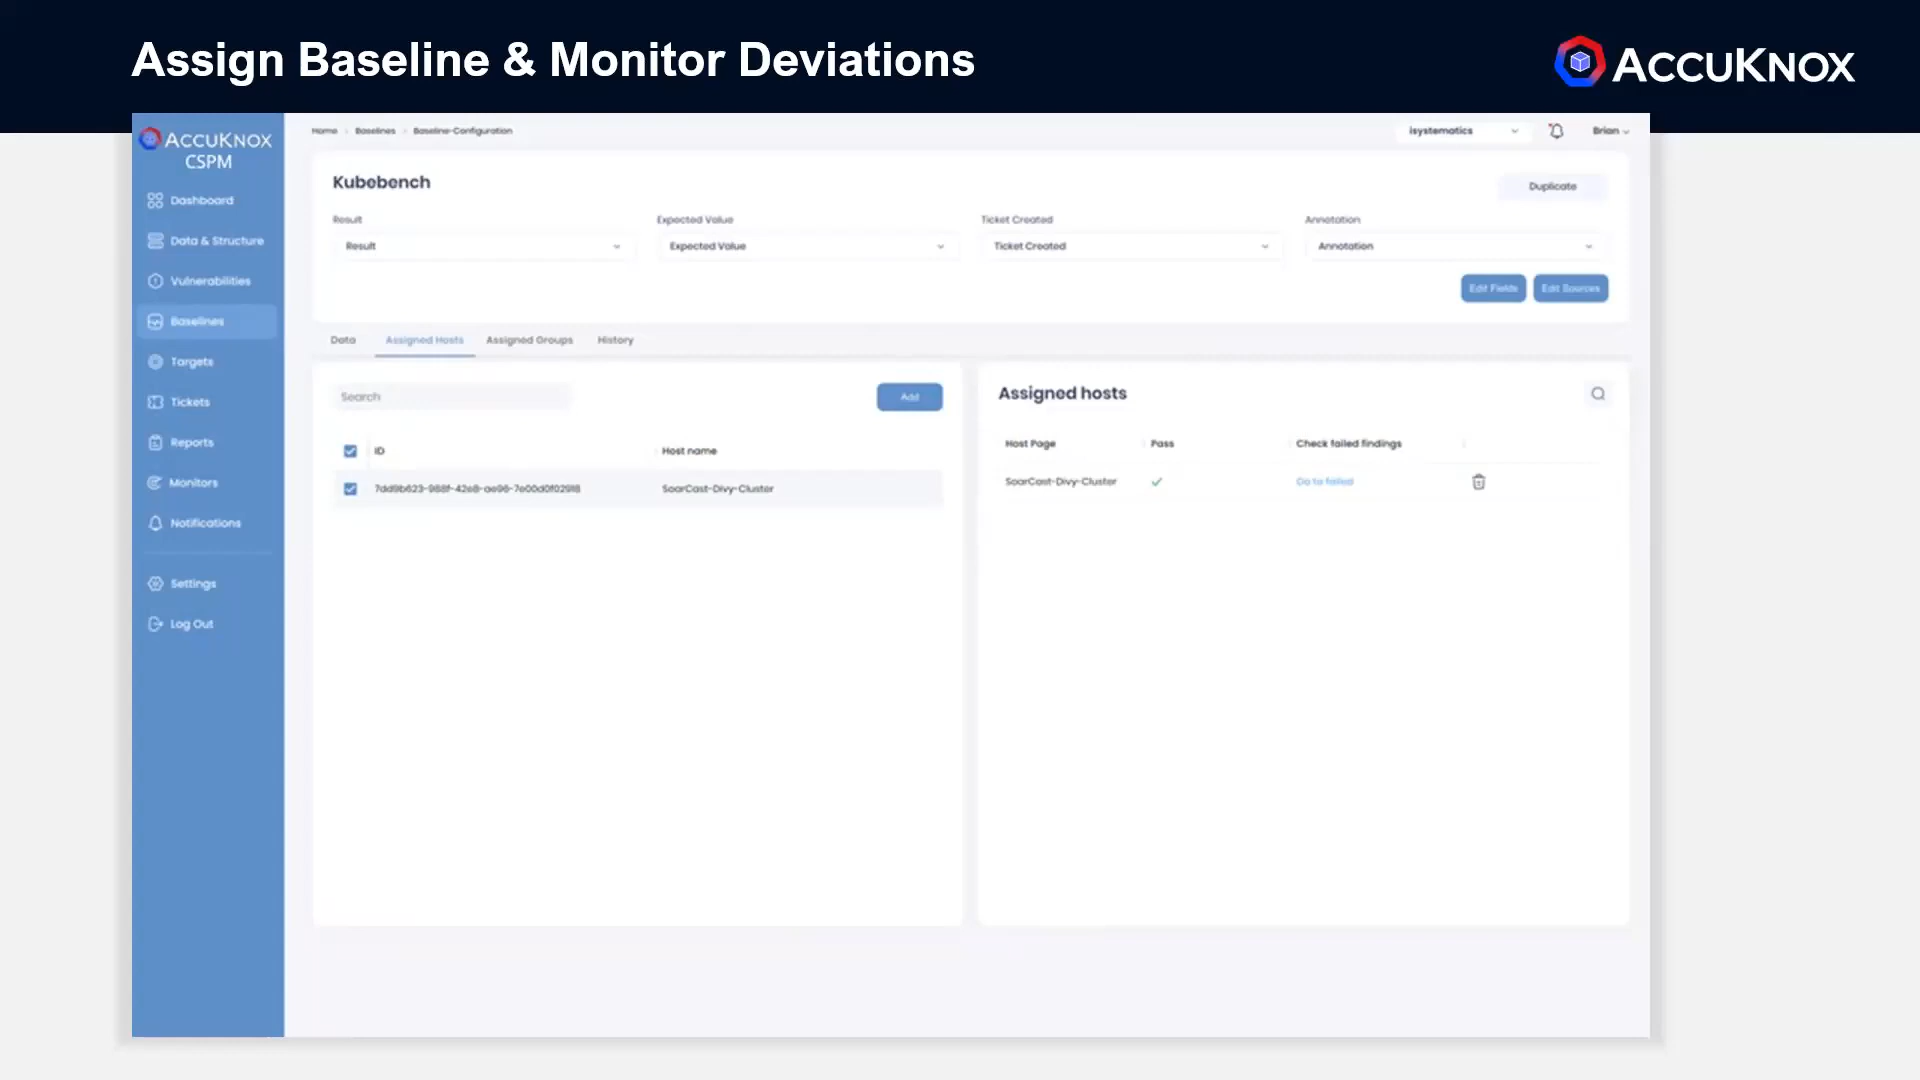 Assign Baseline & Monitor Deviations
ACCUKNOX
ACCUKNOX
CSPM
Dashboard
Data & Structure
Vulnerabilities
Baselines
Targets
Tickets
Reports
Monitors
Notifications
Settings
Log Out
Home Baselines Baseline-Configuration
isystematics
Brian
Kubebench
Duplicate
Result Expected Value Ticket Created Annotation
Result Expected Value Ticket Created Annotation
Edit Fields Edit Sources
Data Assigned Hosts Assigned Groups History
Search
Add
ID Host name
SoarCast-Divy-Cluster
Assigned hosts
Host Page Pass Check failed findings
SoarCast-Divy-Cluster Go to failed